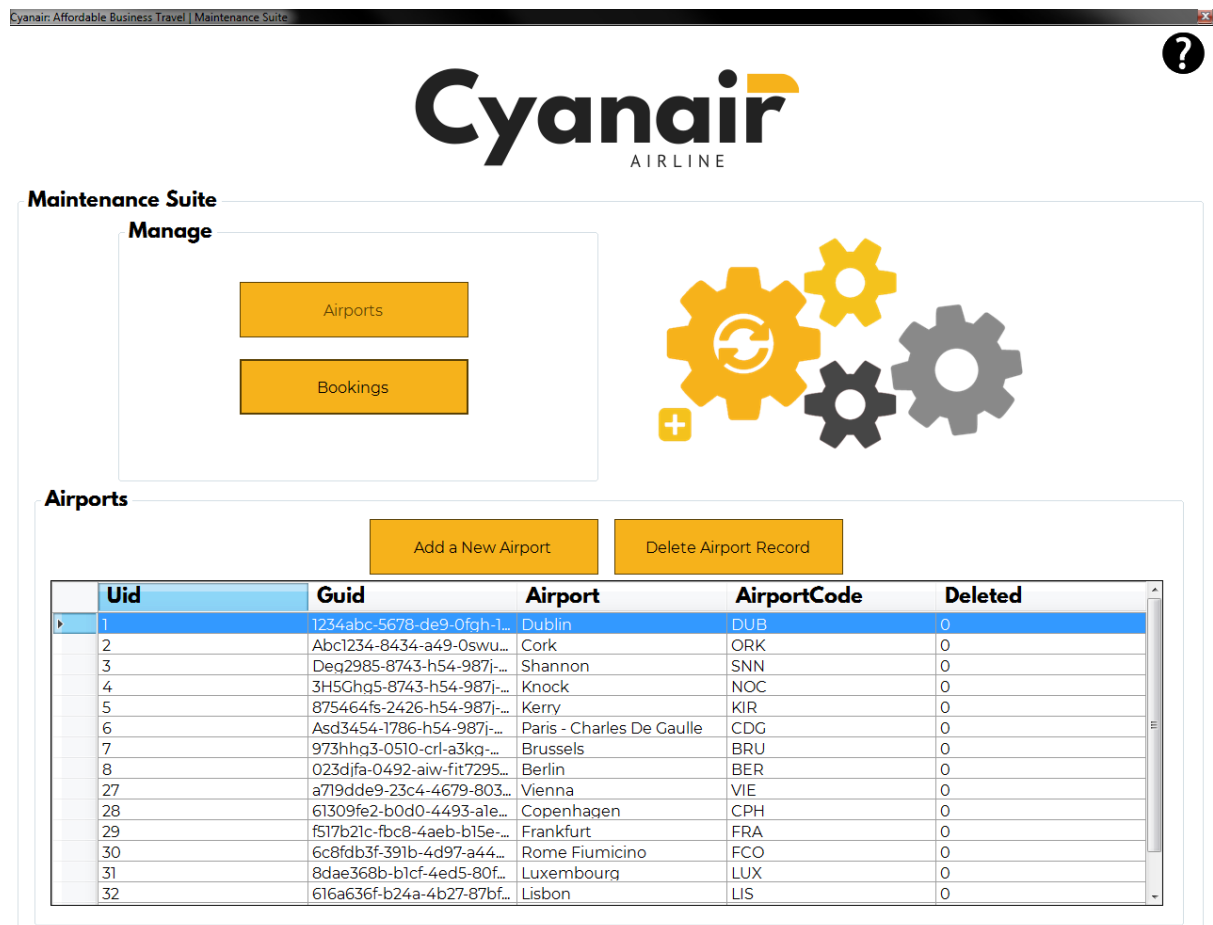 Cyanair: Affordable Business Travel | Maintenance Suite
?
Cyanair
AIRLINE
Maintenance Suite
Manage
Airports
Bookings
Airports
Add a New Airport Delete Airport Record
Uid Guid Airport AirportCode Deleted
1 1234abc-5678-de9-0fgh-1... Dublin DUB 0
2 Abc1234-8434-a49-0swu... Cork ORK 0
3 Deg2985-8743-h54-987j-... Shannon SNN 0
4 3H5Ghg5-8743-h54-987j-... Knock NOC 0
5 875464fs-2426-h54-987j-... Kerry KIR 0
6 Asd3454-1786-h54-987j-... Paris - Charles De Gaulle CDG 0
7 973hhg3-0510-crl-a3kg-... Brussels BRU 0
8 023djfa-0492-aiw-fit7295... Berlin BER 0
27 a719dde9-23c4-4679-803... Vienna VIE 0
28 61309fe2-b0d0-4493-a1e... Copenhagen CPH 0
29 f517b21c-fbc8-4aeb-b15e-... Frankfurt FRA 0
30 6c8fdb3f-391b-4d97-a44... Rome Fiumicino FCO 0
31 8dae368b-b1cf-4ed5-80f... Luxembourg LUX 0
32 616a636f-b24a-4b27-87bf... Lisbon LIS 0